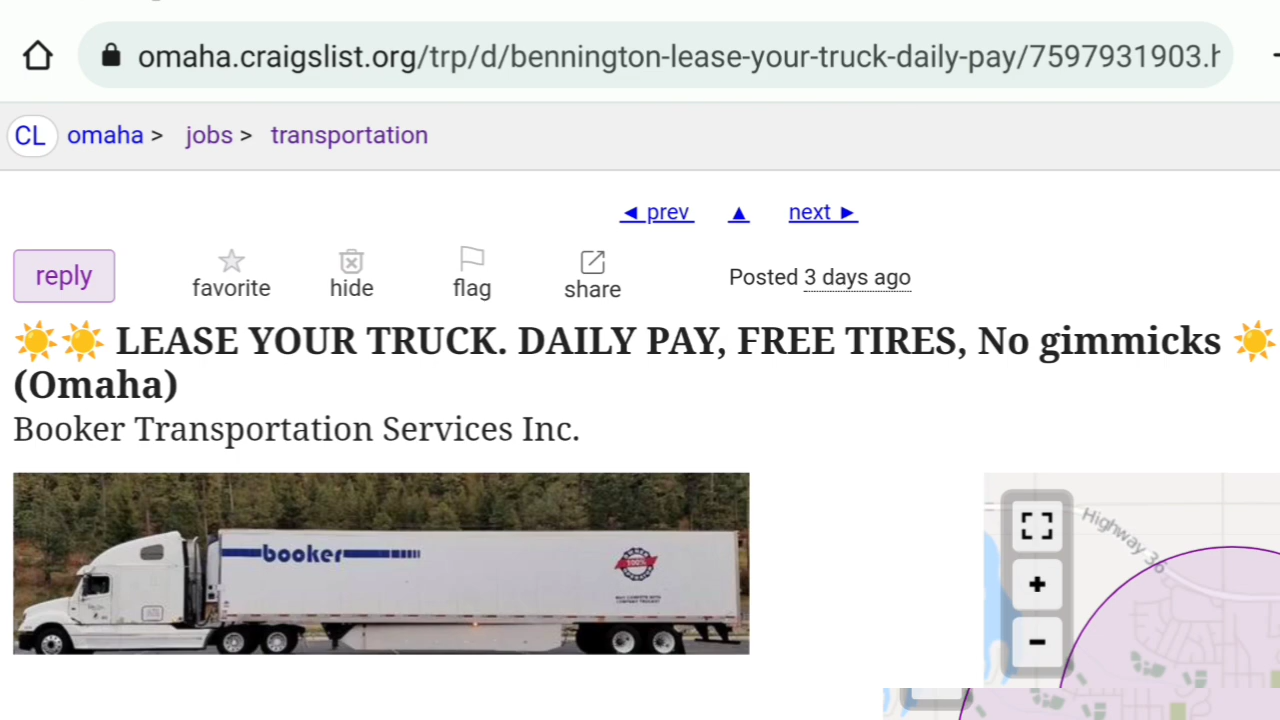 omaha.craigslist.org/trp/d/bennington-lease-your-truck-daily-pay/7597931903.h
CL omaha > jobs > transportation
◄ prev ▲ next ►
reply favorite hide flag share Posted 3 days ago
☀️☀️ LEASE YOUR TRUCK. DAILY PAY, FREE TIRES, No gimmicks ☀️
(Omaha)
Booker Transportation Services Inc.
booker
100%
Highway 36
+
−